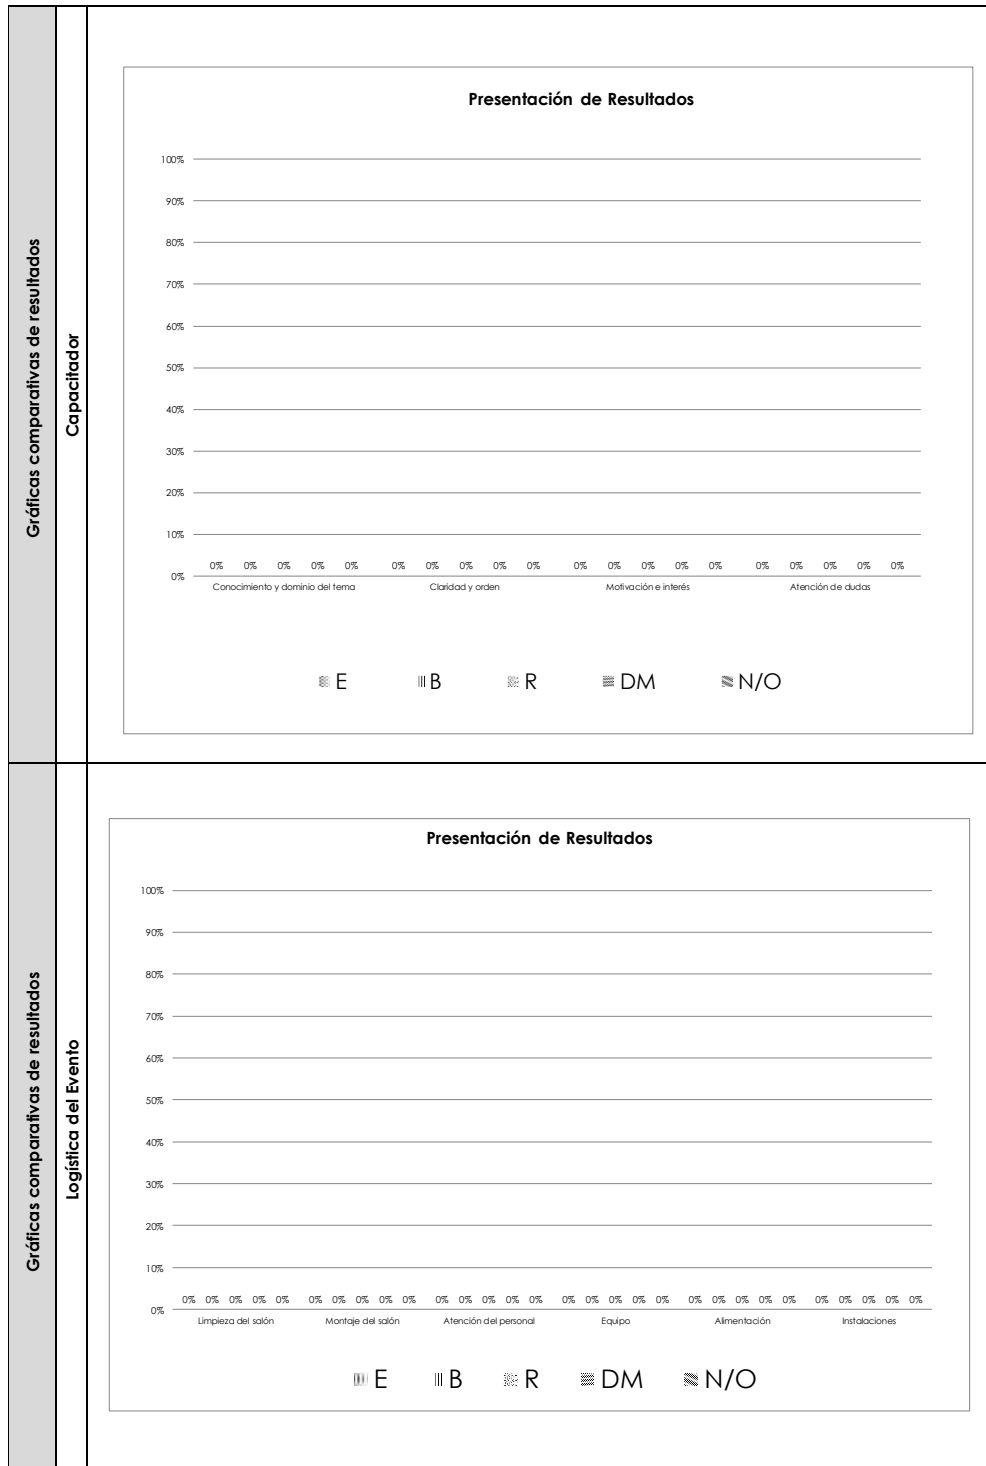 Gráficas comparativas de resultados
Capacitador
Presentación de Resultados
100%
90%
80%
70%
60%
50%
40%
30%
20%
10%
0%
0% 0% 0% 0% 0% 0% 0% 0% 0% 0% 0% 0% 0% 0% 0% 0% 0% 0% 0% 0%
Conocimiento y dominio del tema Claridad y orden Motivación e interés Atención de dudas
E B R DM N/O
Gráficas comparativas de resultados
Logística del Evento
Presentación de Resultados
100%
90%
80%
70%
60%
50%
40%
30%
20%
10%
0%
0% 0% 0% 0% 0% 0% 0% 0% 0% 0% 0% 0% 0% 0% 0% 0% 0% 0% 0% 0% 0% 0% 0% 0% 0% 0% 0% 0% 0% 0%
Limpieza del salón Montaje del salón Atención del personal Equipo Alimentación Instalaciones
E B R DM N/O